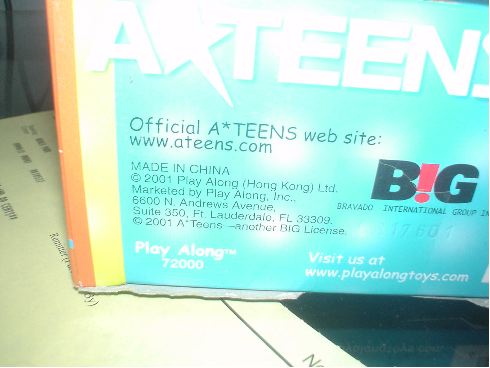 A*TEENS
Official A*TEENS web site:
www.ateens.com
MADE IN CHINA
© 2001 Play Along (Hong Kong) Ltd.
Marketed by Play Along, Inc.,
6600 N. Andrews Avenue,
Suite 350, Ft. Lauderdale, FL 33309.
© 2001 A*Teens –another BIG License.
B!G
BRAVADO INTERNATIONAL GROUP IN
17601
Play Along™
72000
Visit us at
www.playalongtoys.com